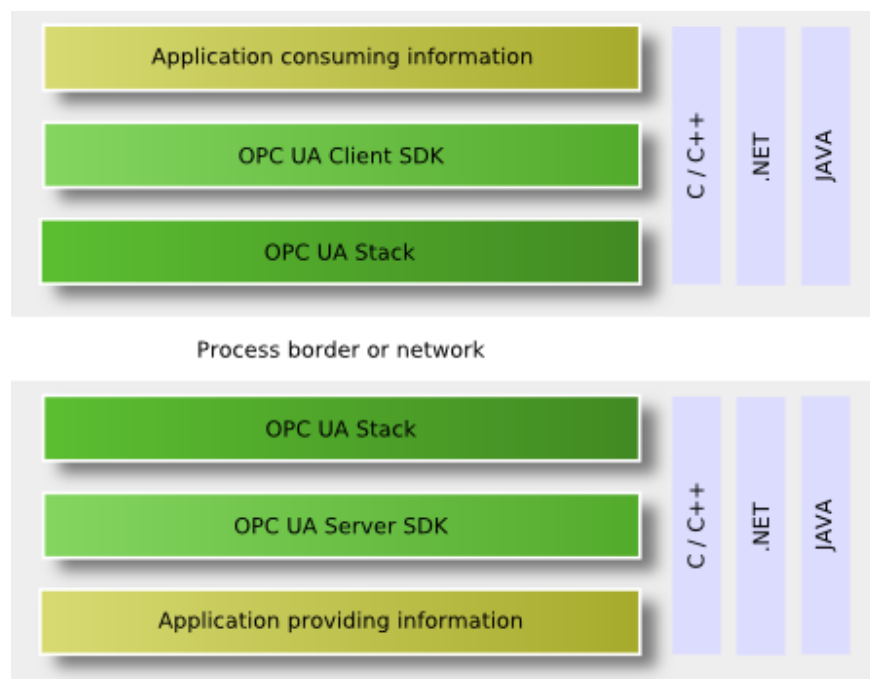 Application consuming information
OPC UA Client SDK
OPC UA Stack
C / C++
.NET
JAVA
Process border or network
OPC UA Stack
OPC UA Server SDK
Application providing information
C / C++
.NET
JAVA